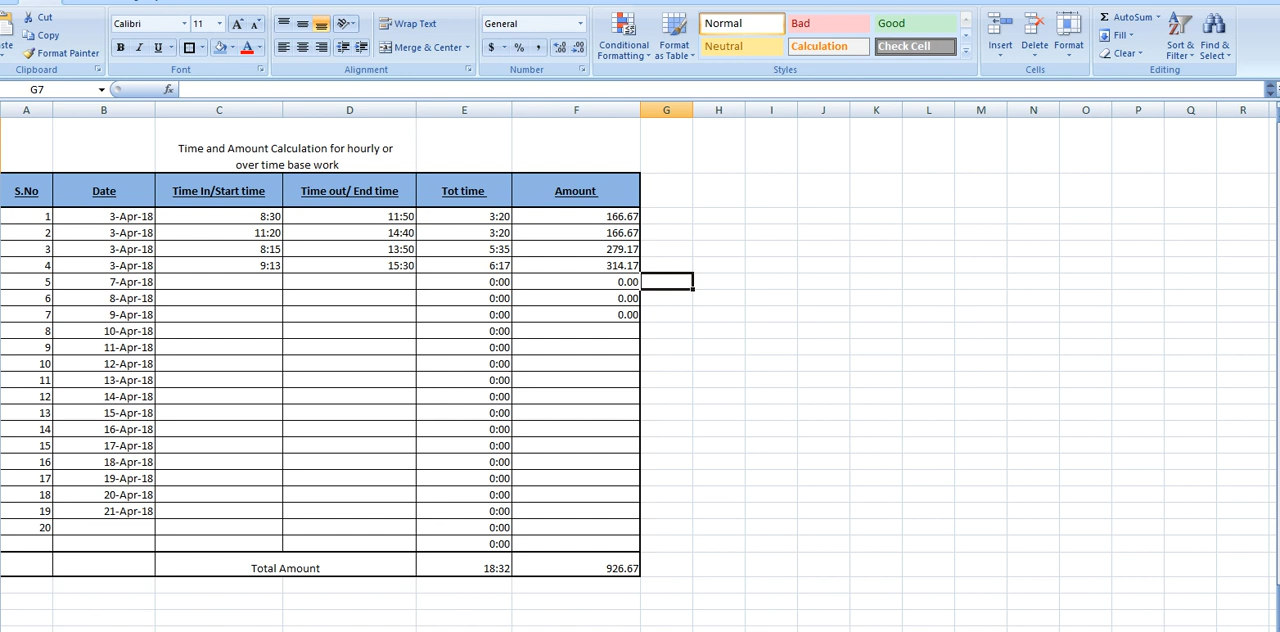 Cut
Calibri 11 A A Wrap Text General Normal Bad Good AutoSum
Copy
ste Format Painter B I U A Merge & Center $ % , Conditional Formatting Format as Table Neutral Calculation Check Cell Insert Delete Format Fill Clear Sort & Filter Find & Select
Clipboard Font Alignment Number Styles Cells Editing
G7 fx
A B C D E F G H I J K L M N O P Q R
Time and Amount Calculation for hourly or
over time base work
S.No Date Time In/Start time Time out/ End time Tot time Amount
1 3-Apr-18 8:30 11:50 3:20 166.67
2 3-Apr-18 11:20 14:40 3:20 166.67
3 3-Apr-18 8:15 13:50 5:35 279.17
4 3-Apr-18 9:13 15:30 6:17 314.17
5 7-Apr-18 0:00 0.00
6 8-Apr-18 0:00 0.00
7 9-Apr-18 0:00 0.00
8 10-Apr-18 0:00
9 11-Apr-18 0:00
10 12-Apr-18 0:00
11 13-Apr-18 0:00
12 14-Apr-18 0:00
13 15-Apr-18 0:00
14 16-Apr-18 0:00
15 17-Apr-18 0:00
16 18-Apr-18 0:00
17 19-Apr-18 0:00
18 20-Apr-18 0:00
19 21-Apr-18 0:00
20 0:00
0:00
Total Amount 18:32 926.67